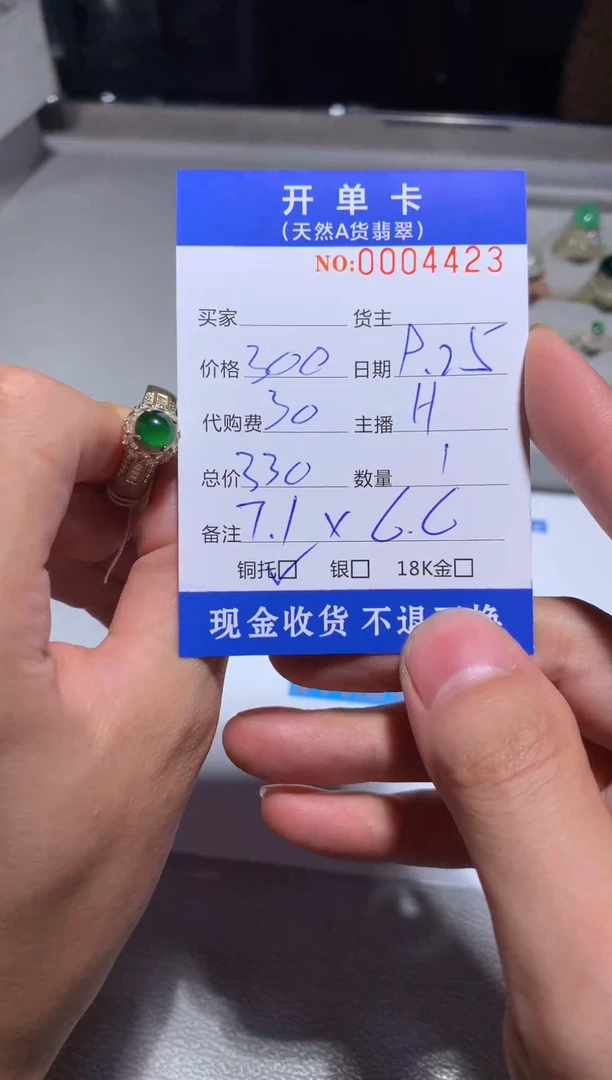 开单卡
(天然A货翡翠)
NO:0004423
买家 货主
价格 300 日期 P.25
代购费 30 主播 H
总价 330 数量 1
备注 7.1 x 6.6
铜托☑ 银□ 18K金□
现金收货 不退